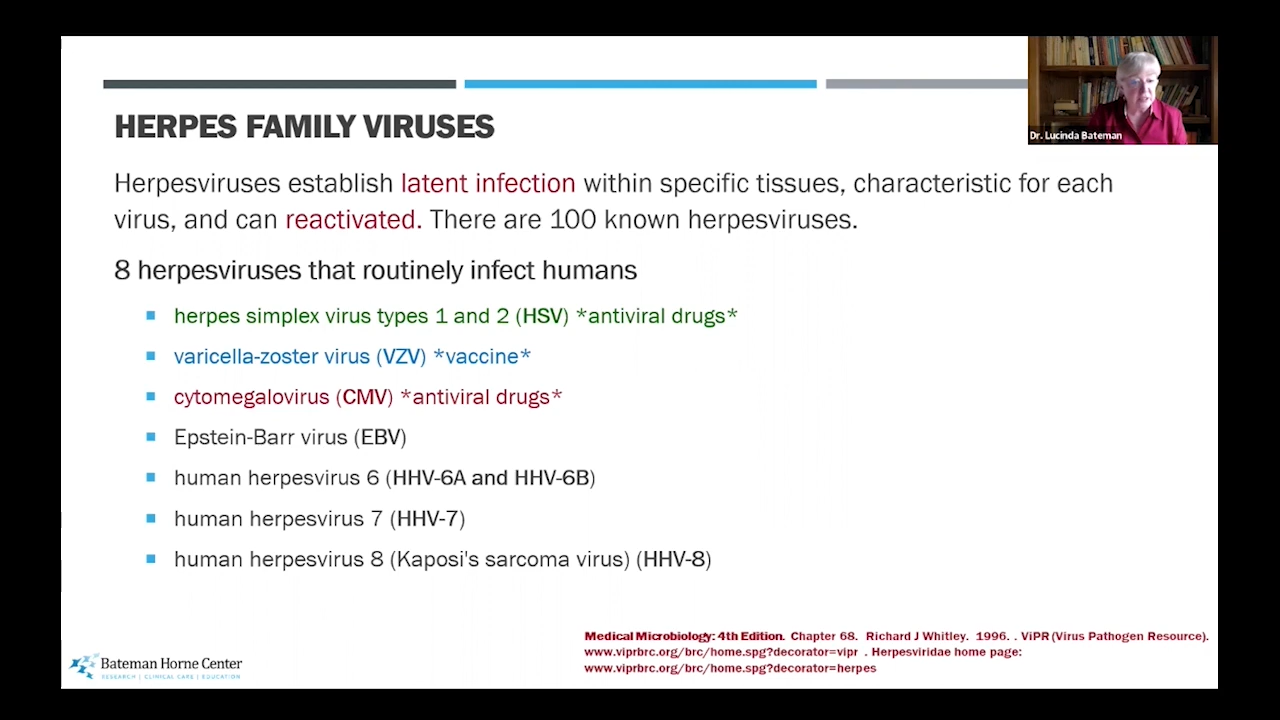 Dr. Lucinda Bateman
HERPES FAMILY VIRUSES
Herpesviruses establish latent infection within specific tissues, characteristic for each
virus, and can reactivated. There are 100 known herpesviruses.
8 herpesviruses that routinely infect humans
herpes simplex virus types 1 and 2 (HSV) *antiviral drugs*
varicella-zoster virus (VZV) *vaccine*
cytomegalovirus (CMV) *antiviral drugs*
Epstein-Barr virus (EBV)
human herpesvirus 6 (HHV-6A and HHV-6B)
human herpesvirus 7 (HHV-7)
human herpesvirus 8 (Kaposi's sarcoma virus) (HHV-8)
Medical Microbiology: 4th Edition. Chapter 68. Richard J Whitley. 1996. . ViPR (Virus Pathogen Resource).
www.viprbrc.org/brc/home.spg?decorator=vipr . Herpesviridae home page:
www.viprbrc.org/brc/home.spg?decorator=herpes
Bateman Horne Center
RESEARCH | CLINICAL CARE | EDUCATION